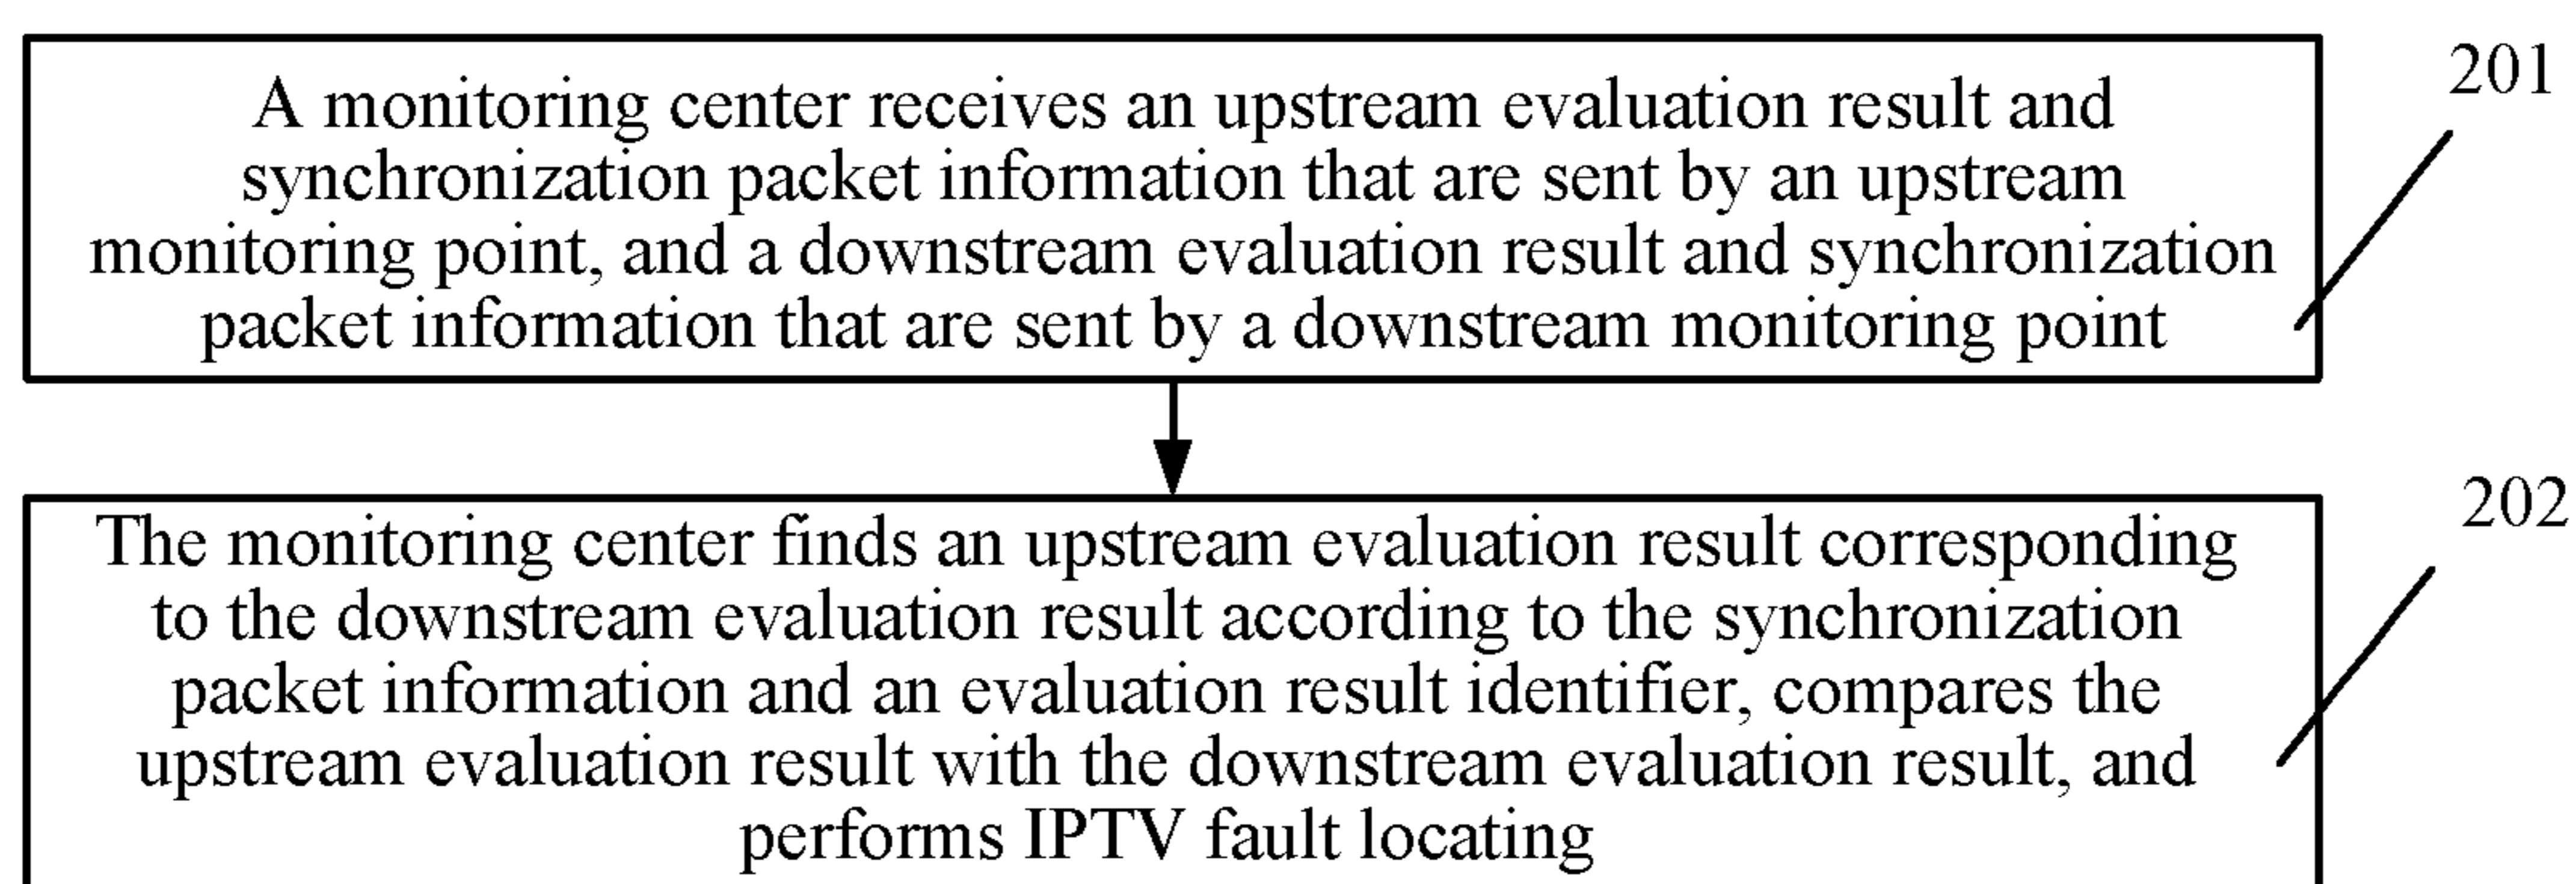 A monitoring center receives an upstream evaluation result and
synchronization packet information that are sent by an upstream
monitoring point, and a downstream evaluation result and synchronization
packet information that are sent by a downstream monitoring point
201
The monitoring center finds an upstream evaluation result corresponding
to the downstream evaluation result according to the synchronization
packet information and an evaluation result identifier, compares the
upstream evaluation result with the downstream evaluation result, and
performs IPTV fault locating
202